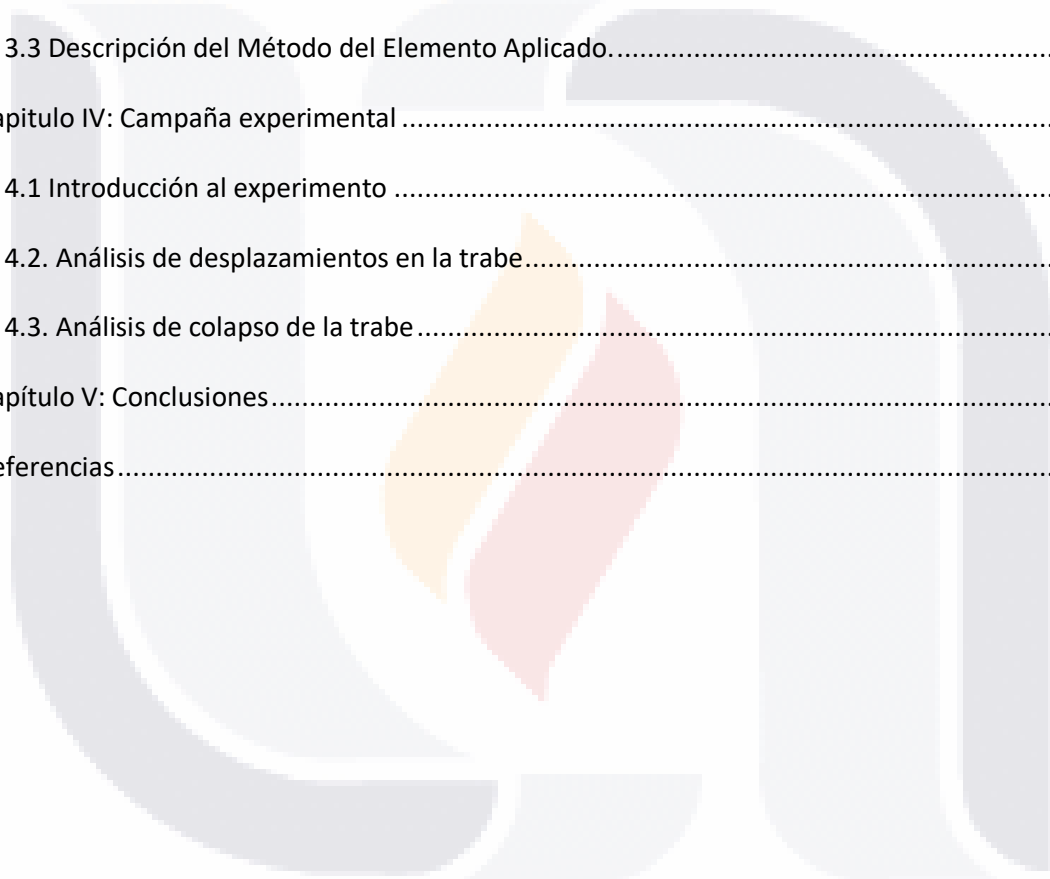 3.3 Descripción del Método del Elemento Aplicado..........................................................
apitulo IV: Campaña experimental .......................................................................................
4.1 Introducción al experimento ........................................................................................
4.2. Análisis de desplazamientos en la trabe......................................................................
4.3. Análisis de colapso de la trabe.....................................................................................
apítulo V: Conclusiones.........................................................................................................
eferencias..............................................................................................................................